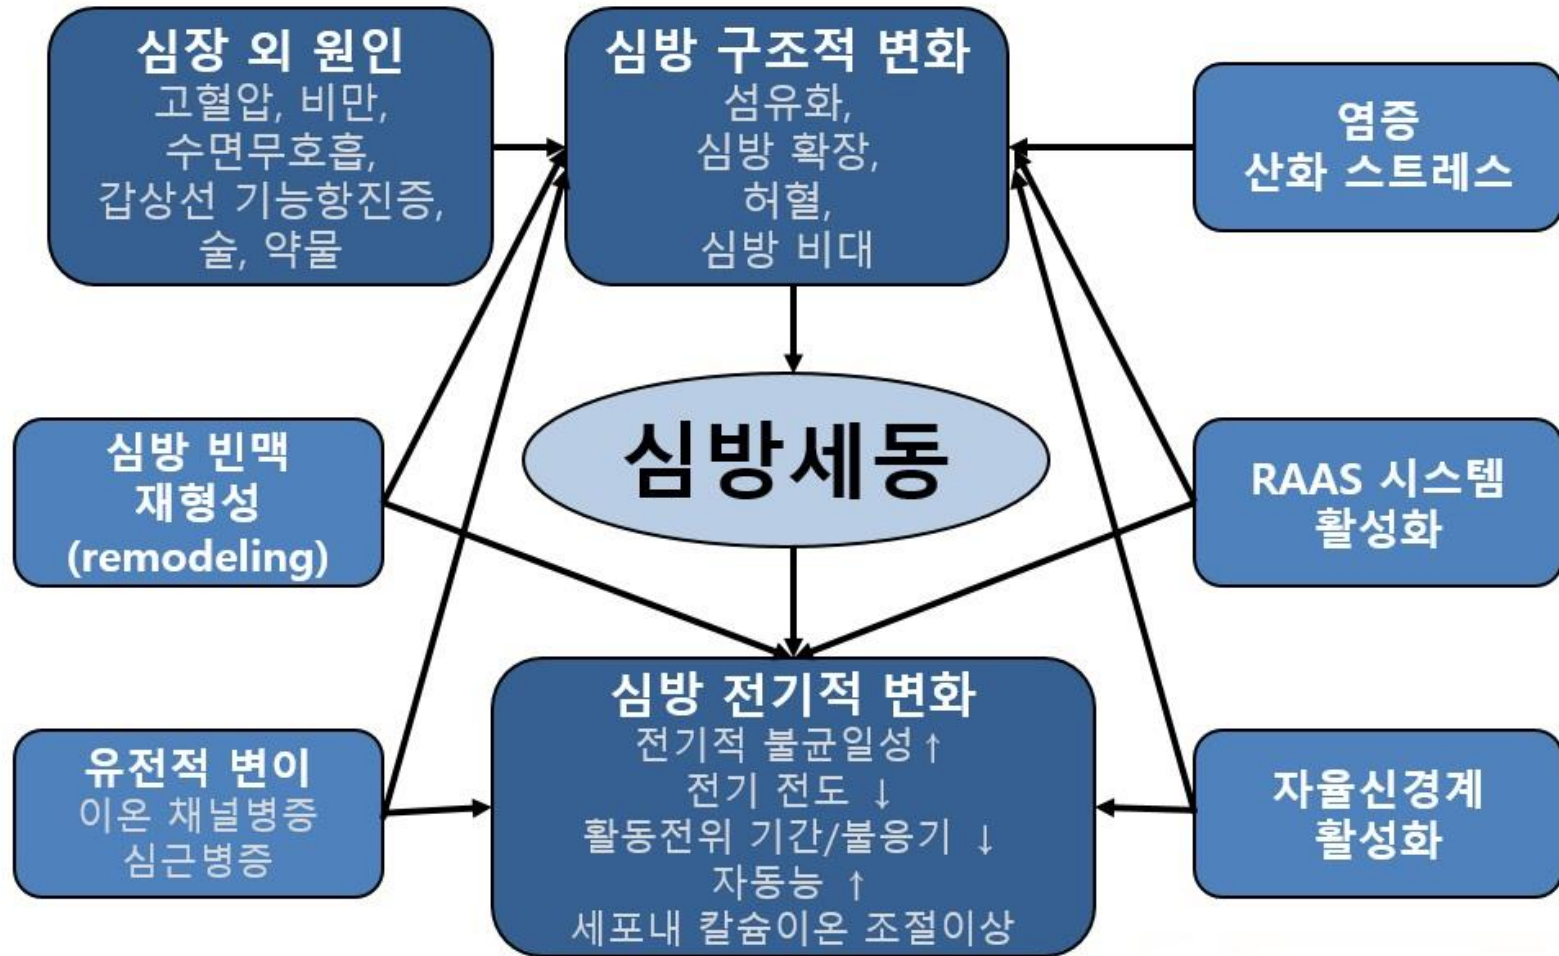 심장 외 원인
고혈압, 비만,
수면무호흡,
갑상선 기능항진증,
술, 약물
심방 구조적 변화
섬유화,
심방 확장,
허혈,
심방 비대
염증
산화 스트레스
심방 빈맥
재형성
(remodeling)
심방세동
RAAS 시스템
활성화
유전적 변이
이온 채널병증
심근병증
심방 전기적 변화
전기적 불균일성↑
전기 전도 ↓
활동전위 기간/불응기 ↓
자동능 ↑
세포내 칼슘이온 조절이상
자율신경계
활성화